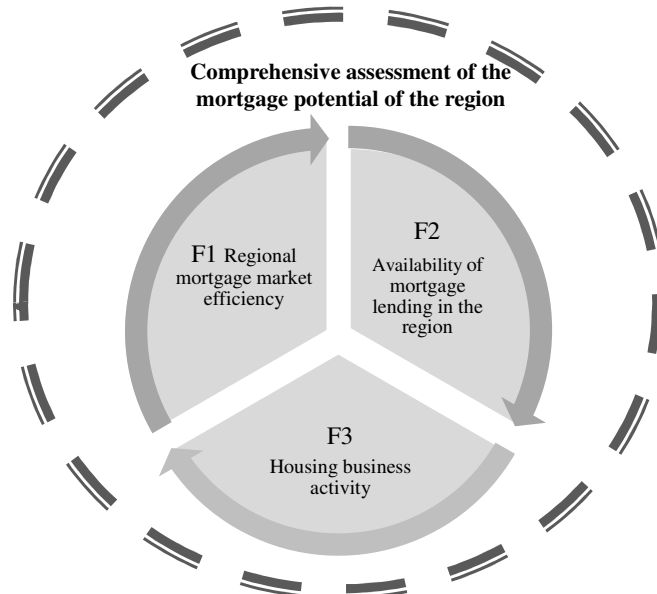 Comprehensive assessment of the
mortgage potential of the region
F1 Regional
mortgage market
efficiency
F2
Availability of
mortgage
lending in the
region
F3
Housing business
activity